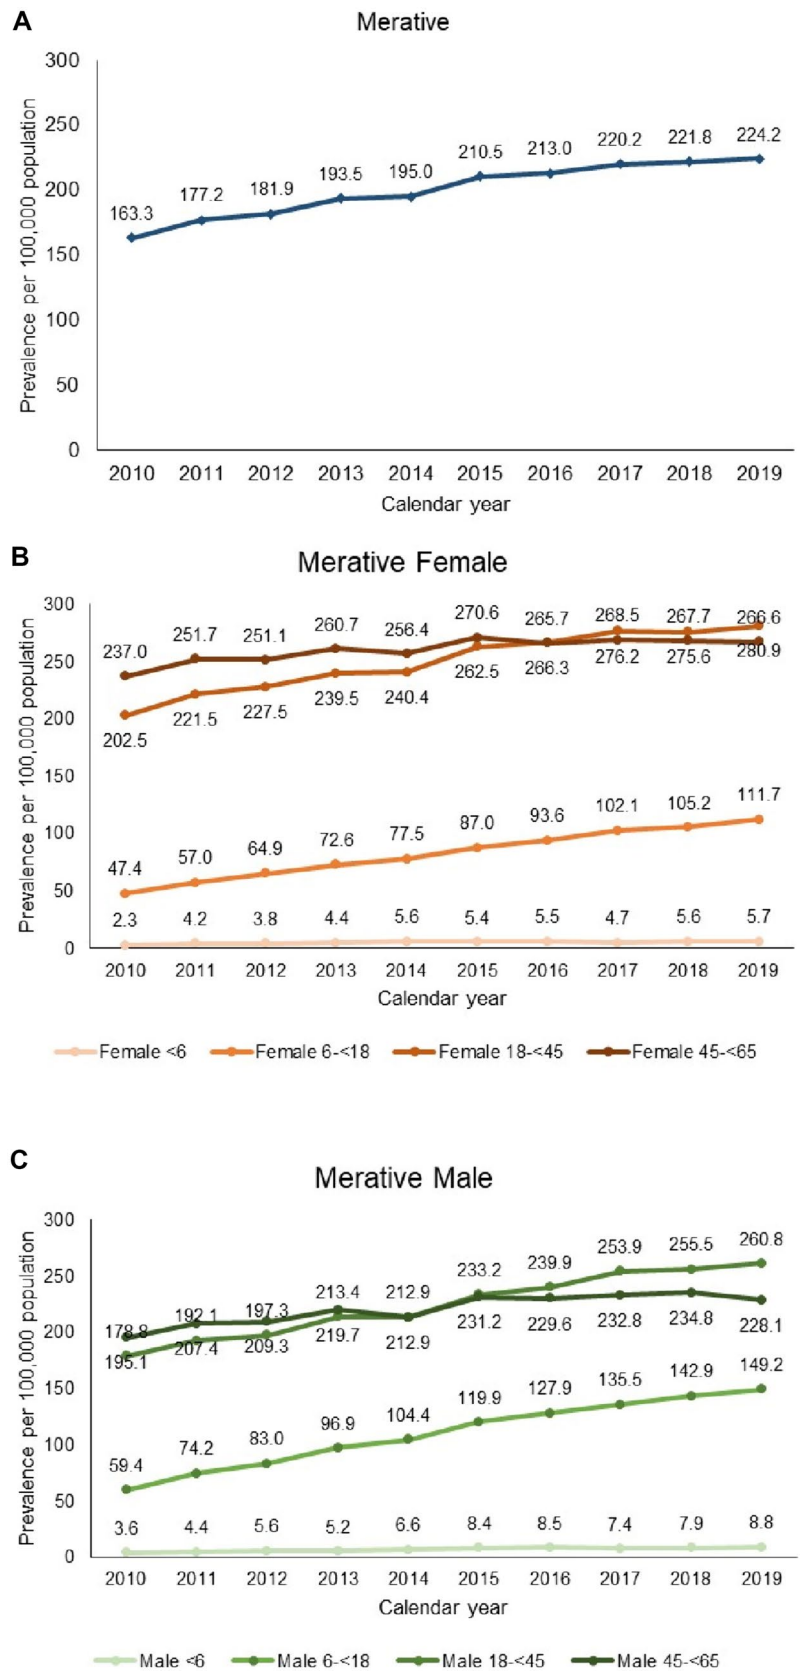 A
Merative
Prevalence per 100,000 population
300
250
200
150
100
50
0
163.3 177.2 181.9 193.5 195.0 210.5 213.0 220.2 221.8 224.2
2010 2011 2012 2013 2014 2015 2016 2017 2018 2019
Calendar year
B
Merative Female
Prevalence per 100,000 population
300
250
200
150
100
50
0
237.0 251.7 251.1 260.7 256.4 270.6 265.7 268.5 267.7 266.6
202.5 221.5 227.5 239.5 240.4 262.5 266.3 276.2 275.6 280.9
47.4 57.0 64.9 72.6 77.5 87.0 93.6 102.1 105.2 111.7
2.3 4.2 3.8 4.4 5.6 5.4 5.5 4.7 5.6 5.7
2010 2011 2012 2013 2014 2015 2016 2017 2018 2019
Calendar year
Female <6 Female 6-<18 Female 18-<45 Female 45-<65
C
Merative Male
Prevalence per 100,000 population
300
250
200
150
100
50
0
178.8 192.1 197.3 213.4 212.9 233.2 239.9 253.9 255.5 260.8
195.1 207.4 209.3 219.7 212.9 231.2 229.6 232.8 234.8 228.1
59.4 74.2 83.0 96.9 104.4 119.9 127.9 135.5 142.9 149.2
3.6 4.4 5.6 5.2 6.6 8.4 8.5 7.4 7.9 8.8
2010 2011 2012 2013 2014 2015 2016 2017 2018 2019
Calendar year
Male <6 Male 6-<18 Male 18-<45 Male 45-<65